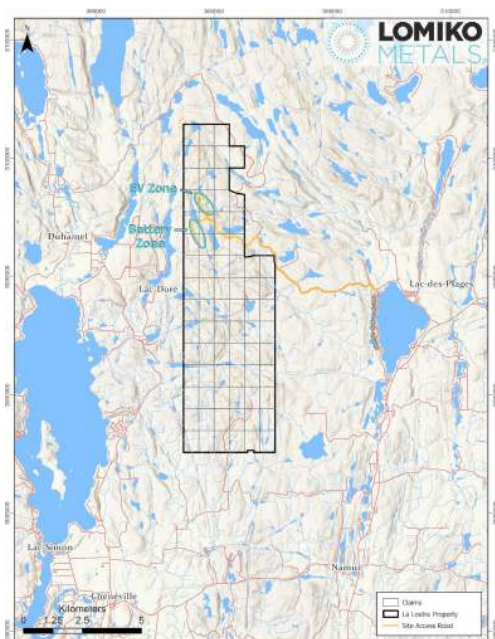 LOMIKO
METALS
EV Zone
Battery
Zone
Duhamel
Lac-Doré
Lac-des-Plages
Lac-Simon
Namur
Chénéville
Kilometers
0 1.25 2.5 5
Claims
La Loutre Property
Site Access Road